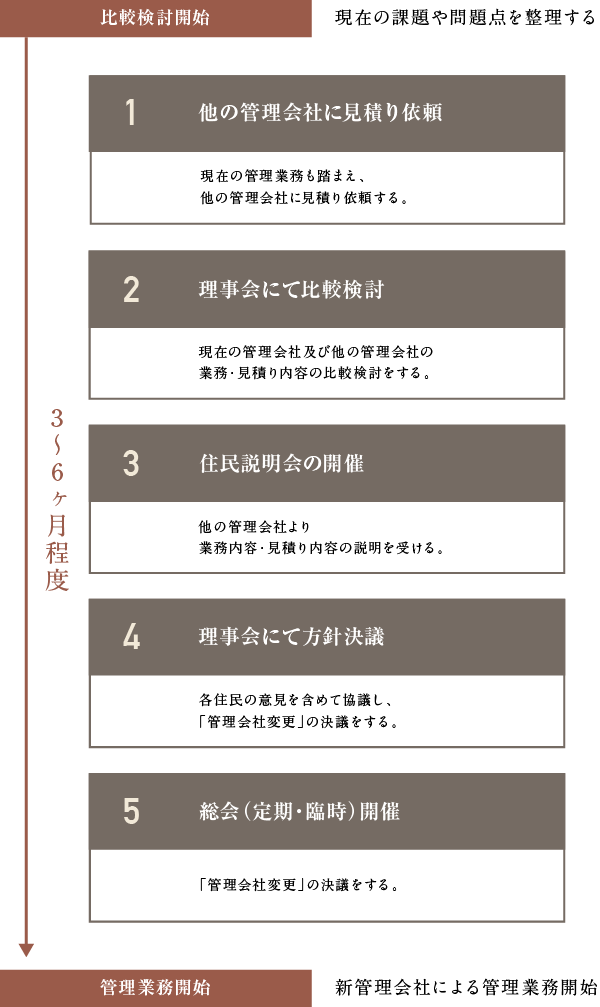 比較検討開始
現在の課題や問題点を整理する
1
他の管理会社に見積り依頼
現在の管理業務も踏まえ、
他の管理会社に見積り依頼する。
2
理事会にて比較検討
現在の管理会社及び他の管理会社の
業務・見積り内容の比較検討をする。
3〜6ヶ月程度
3
住民説明会の開催
他の管理会社より
業務内容・見積り内容の説明を受ける。
4
理事会にて方針決議
各住民の意見を含めて協議し、
「管理会社変更」の決議をする。
5
総会（定期・臨時）開催
「管理会社変更」の決議をする。
管理業務開始
新管理会社による管理業務開始